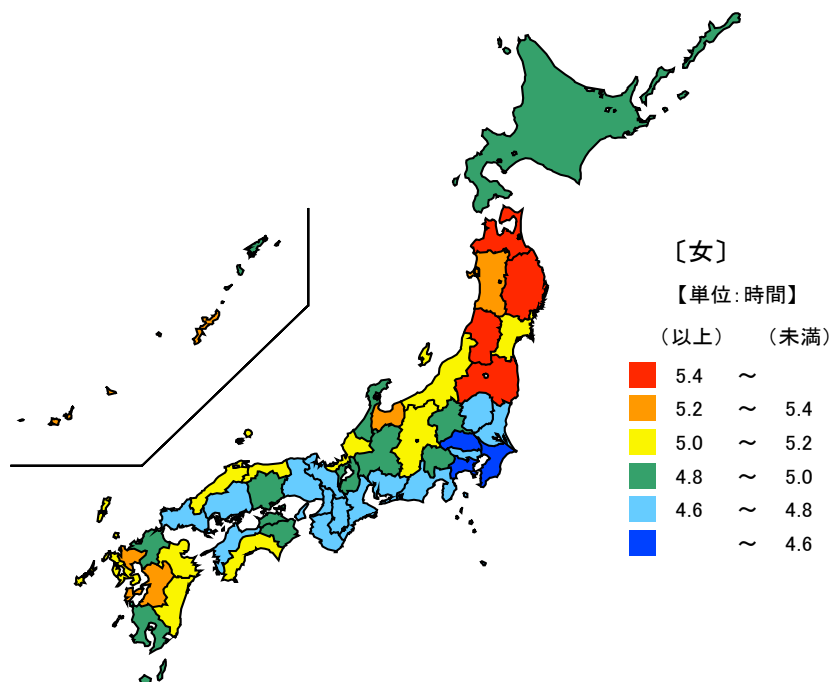 〔女〕
【単位：時間】
（以上） （未満）
5.4 ～
5.2 ～ 5.4
5.0 ～ 5.2
4.8 ～ 5.0
4.6 ～ 4.8
～ 4.6